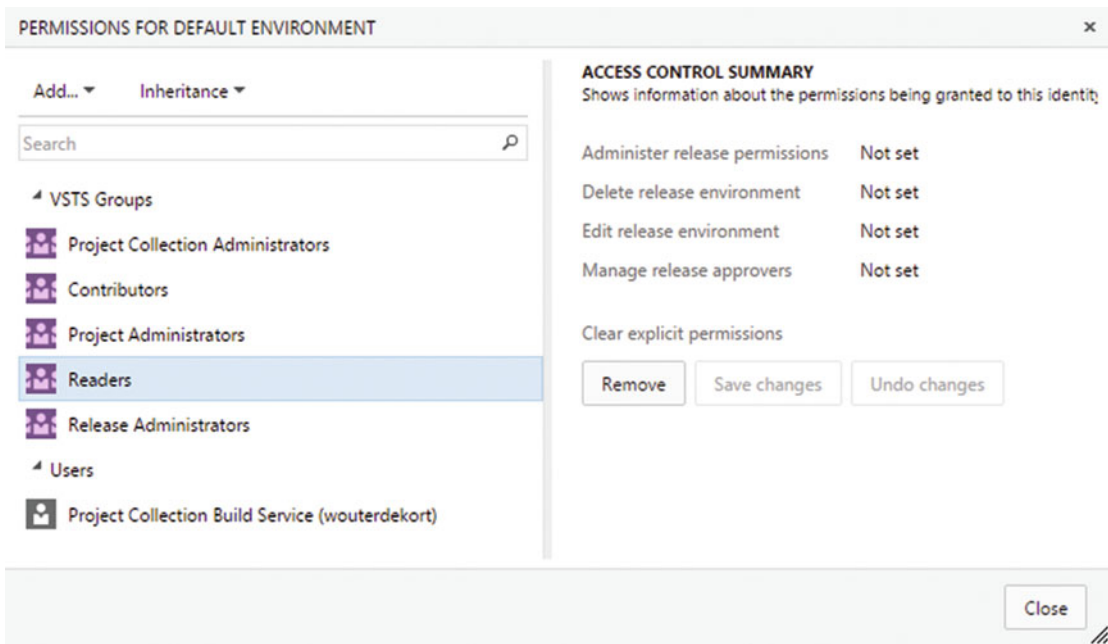 PERMISSIONS FOR DEFAULT ENVIRONMENT
Add...
Inheritance
Search
VSTS Groups
Project Collection Administrators
Contributors
Project Administrators
Readers
Release Administrators
Users
Project Collection Build Service (wouterdekort)
ACCESS CONTROL SUMMARY
Shows information about the permissions being granted to this identity
Administer release permissions Not set
Delete release environment Not set
Edit release environment Not set
Manage release approvers Not set
Clear explicit permissions
Remove
Save changes
Undo changes
Close